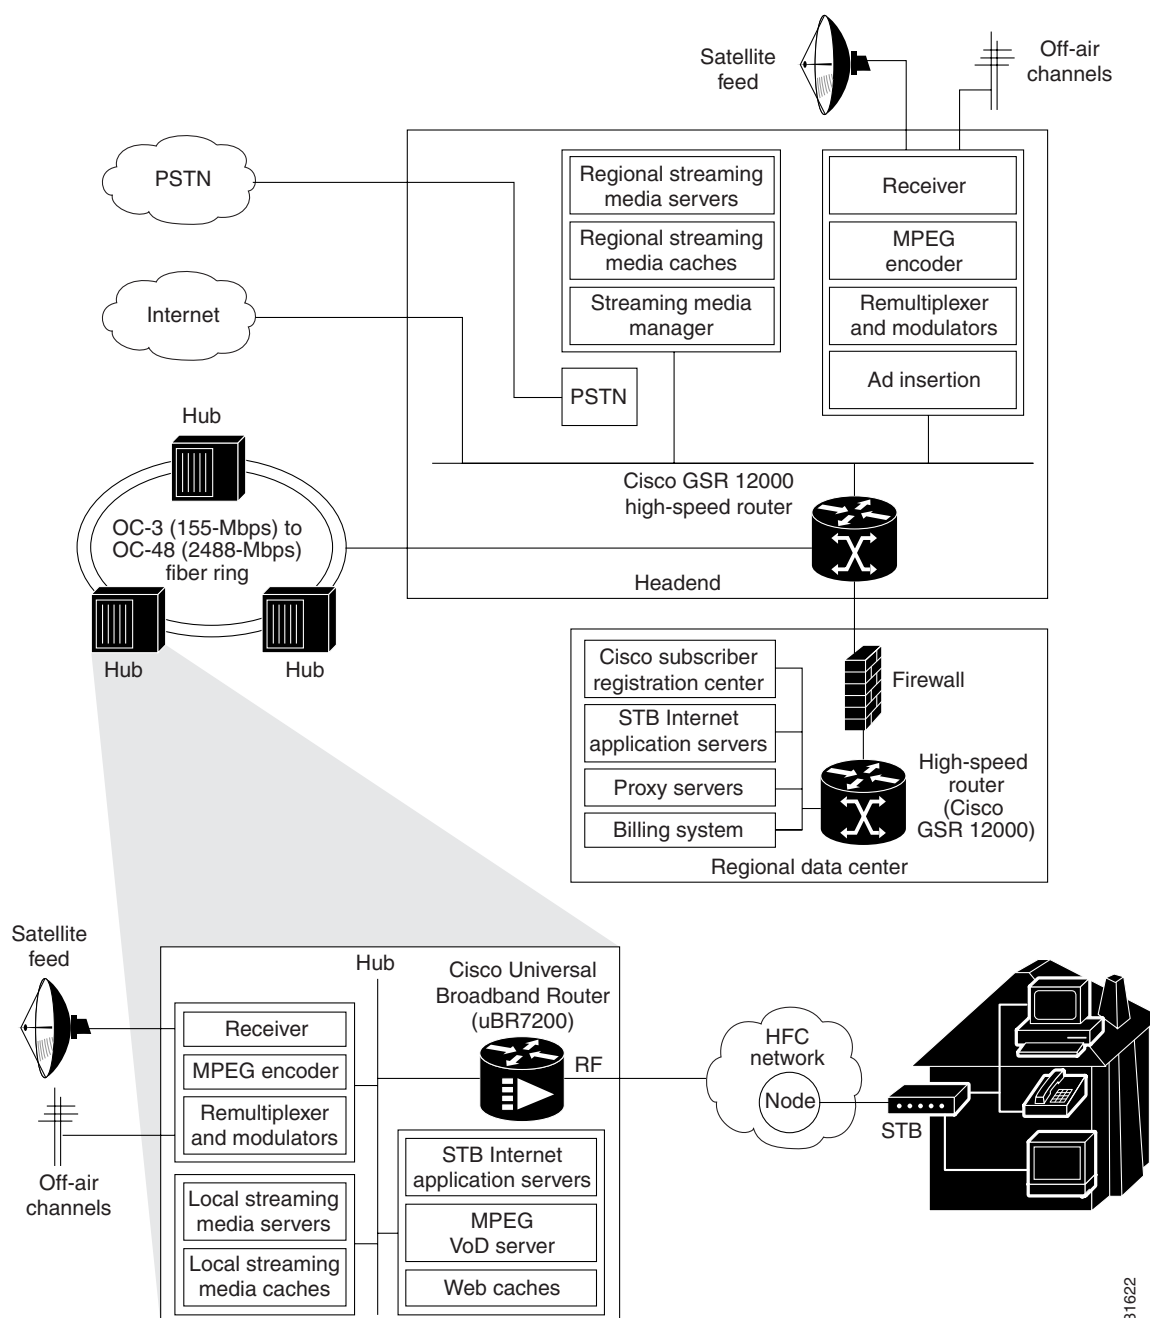 Satellite
feed
Off-air
channels
PSTN
Regional streaming
media servers
Regional streaming
media caches
Streaming media
manager
Receiver
MPEG
encoder
Remultiplexer
and modulators
Ad insertion
Internet
PSTN
Hub
OC-3 (155-Mbps) to
OC-48 (2488-Mbps)
fiber ring
Hub
Hub
Cisco GSR 12000
high-speed router
Headend
Cisco subscriber
registration center
STB Internet
application servers
Proxy servers
Billing system
Firewall
High-speed
router
(Cisco
GSR 12000)
Regional data center
Satellite
feed
Off-air
channels
Hub
Cisco Universal
Broadband Router
(uBR7200)
RF
Receiver
MPEG encoder
Remultiplexer
and modulators
Local streaming
media servers
Local streaming
media caches
STB Internet
application servers
MPEG
VoD server
Web caches
HFC
network
Node
STB
31622